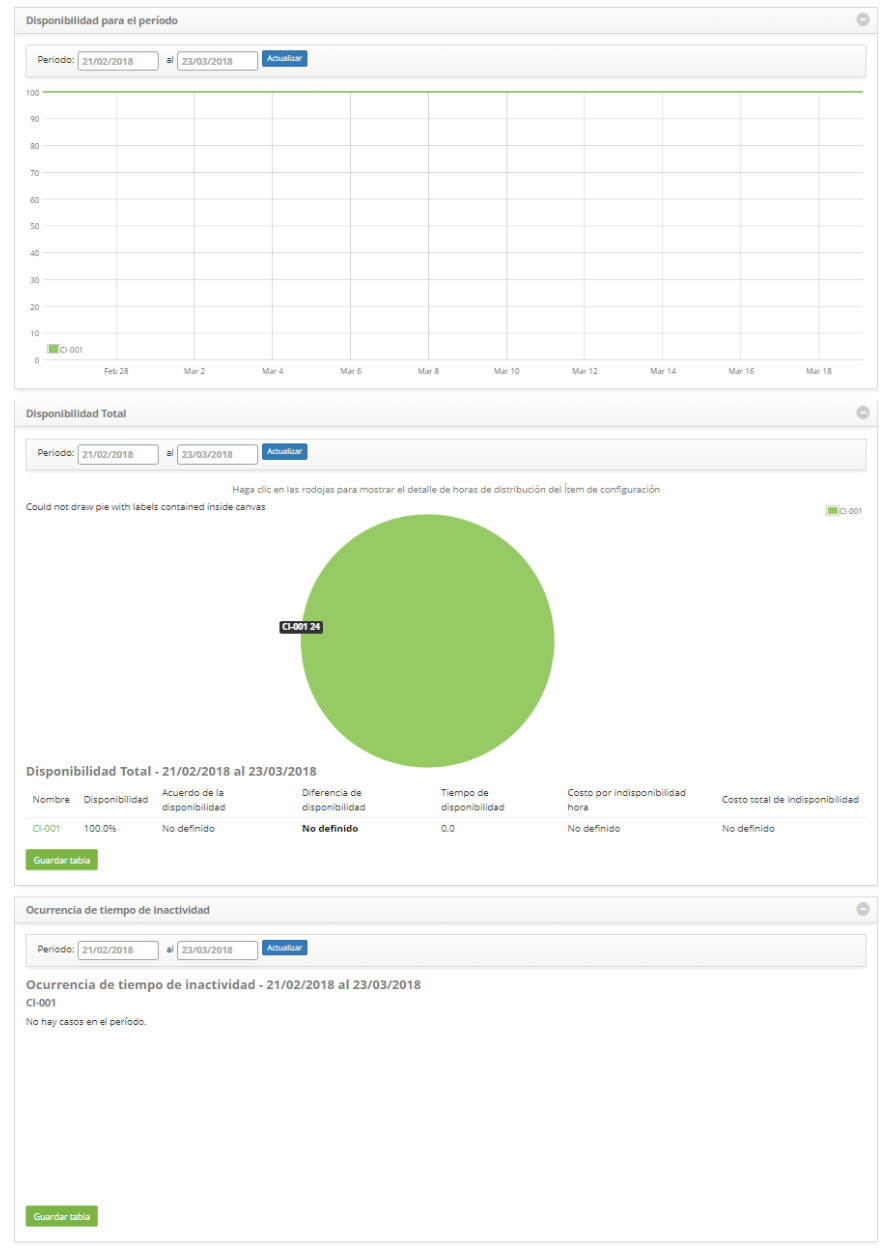 Disponibilidad para el período
Periodo: 21/02/2018 al 23/03/2018 Actualizar
100
90
80
70
60
50
40
30
20
10
0
CI-001
Feb 28 Mar 2 Mar 4 Mar 6 Mar 8 Mar 10 Mar 12 Mar 14 Mar 16 Mar 18
Disponibilidad Total
Periodo: 21/02/2018 al 23/03/2018 Actualizar
Haga clic en las rodojas para mostrar el detalle de horas de distribución del Ítem de configuración
Could not draw pie with labels contained inside canvas
CI-001
CI-001 24
Disponibilidad Total - 21/02/2018 al 23/03/2018
Nombre Disponibilidad Acuerdo de la disponibilidad Diferencia de disponibilidad Tiempo de disponibilidad Costo por indisponibilidad hora Costo total de indisponibilidad
CI-001 100.0% No definido No definido 0.0 No definido No definido
Guardar tabla
Ocurrencia de tiempo de inactividad
Periodo: 21/02/2018 al 23/03/2018 Actualizar
Ocurrencia de tiempo de inactividad - 21/02/2018 al 23/03/2018
CI-001
No hay casos en el período.
Guardar tabla